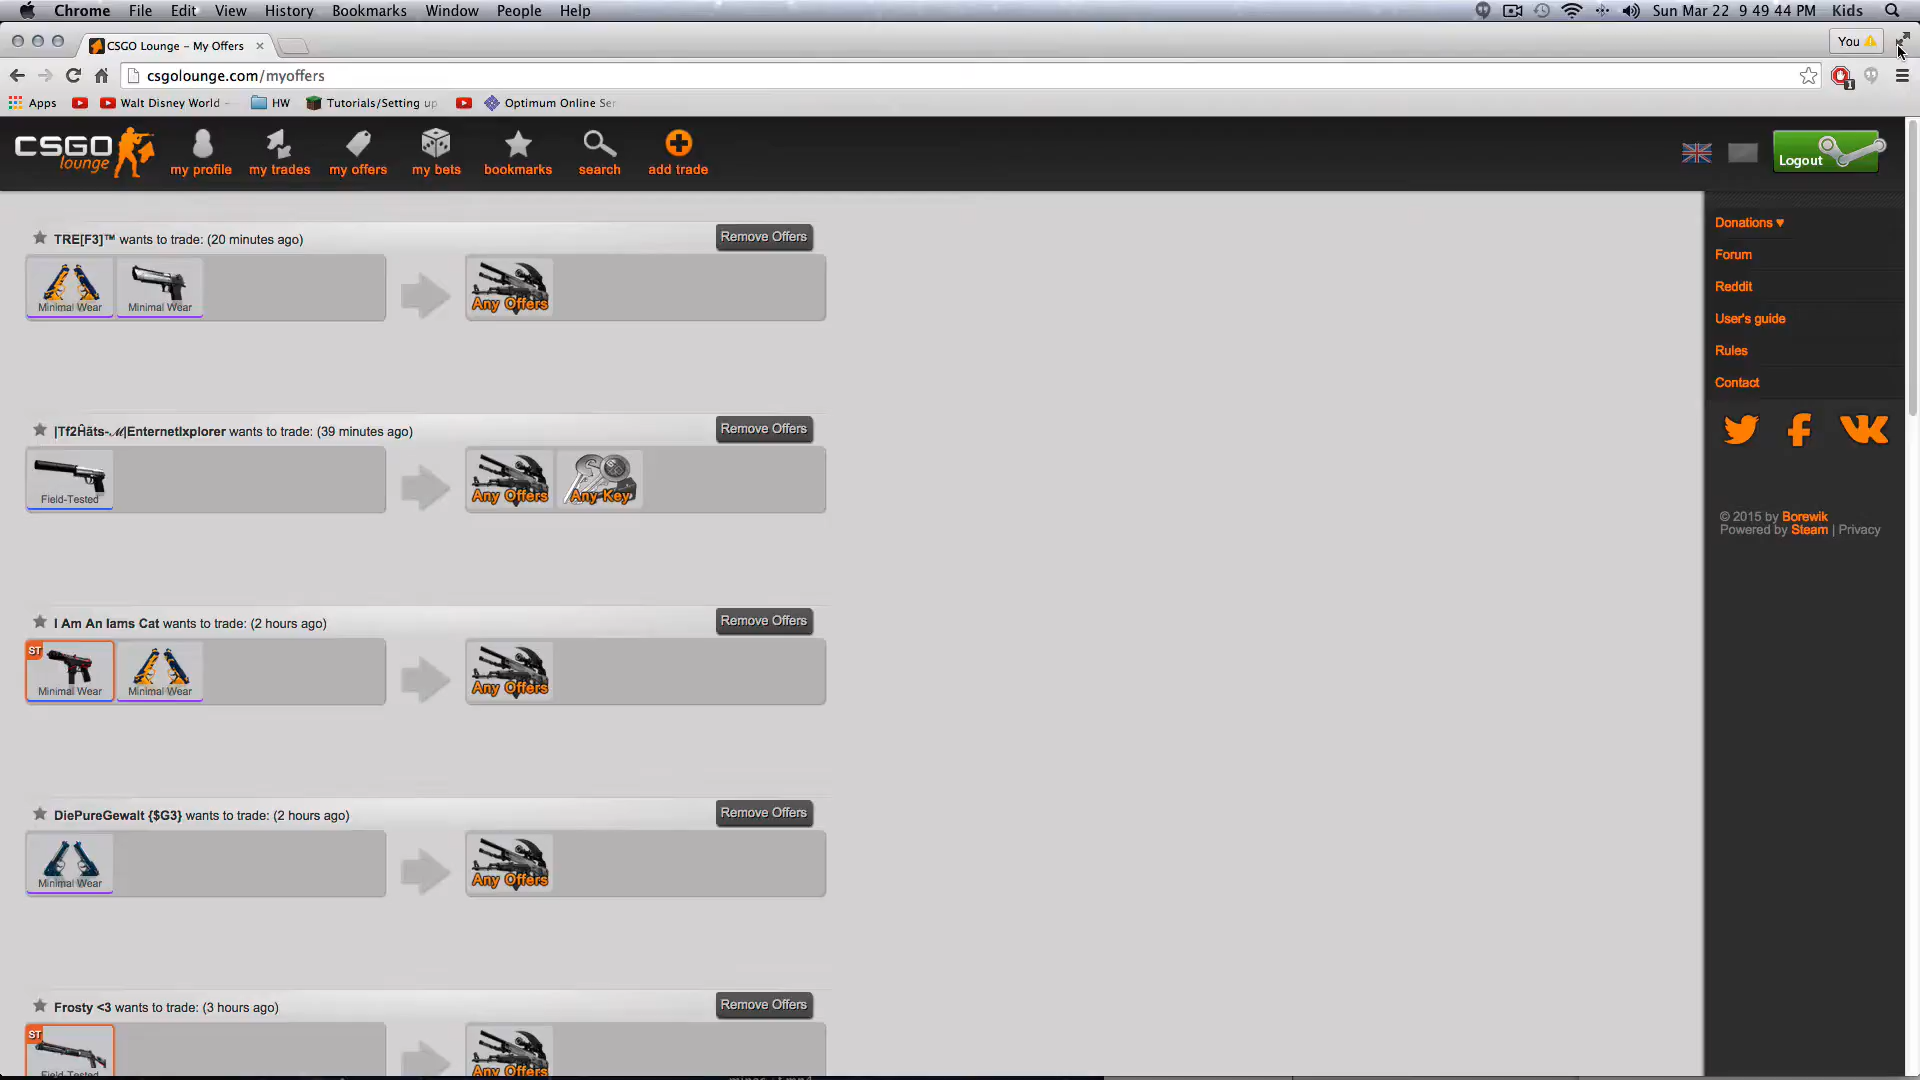 Chrome File Edit View History Bookmarks Window People Help Sun Mar 22 9 49 44 PM Kids
CSGO Lounge - My Offers You
csgolounge.com/myoffers
Apps Walt Disney World - HW Tutorials/Setting up Optimum Online Ser
CSGO lounge my profile my trades my offers my bets bookmarks search add trade Logout
TRE[F3]™ wants to trade: (20 minutes ago) Remove Offers
Minimal Wear Minimal Wear Any Offers
|Tf2Ĥãts-ℳ|EnternetIxplorer wants to trade: (39 minutes ago) Remove Offers
Field-Tested Any Offers Any Key
I Am An Iams Cat wants to trade: (2 hours ago) Remove Offers
ST Minimal Wear Minimal Wear Any Offers
DiePureGewalt {$G3} wants to trade: (2 hours ago) Remove Offers
Minimal Wear Any Offers
Frosty <3 wants to trade: (3 hours ago) Remove Offers
ST Field-Tested Any Offers
Donations ♥
Forum
Reddit
User's guide
Rules
Contact
© 2015 by Borewik
Powered by Steam | Privacy